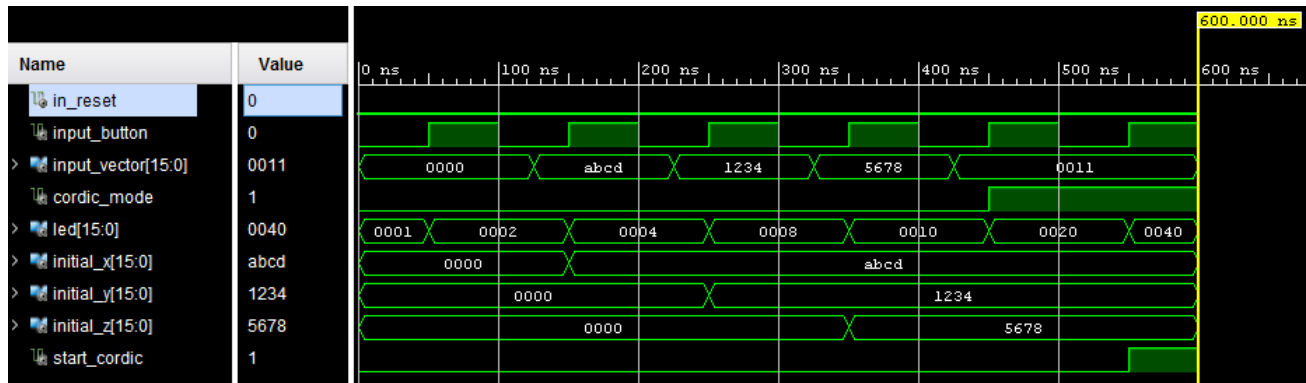 600.000 ns
Name Value 0 ns 100 ns 200 ns 300 ns 400 ns 500 ns 600 ns
in_reset 0
input_button 0
input_vector[15:0] 0011 0000 abcd 1234 5678 0011
cordic_mode 1
led[15:0] 0040 0001 0002 0004 0008 0010 0020 0040
initial_x[15:0] abcd 0000 abcd
initial_y[15:0] 1234 0000 1234
initial_z[15:0] 5678 0000 5678
start_cordic 1